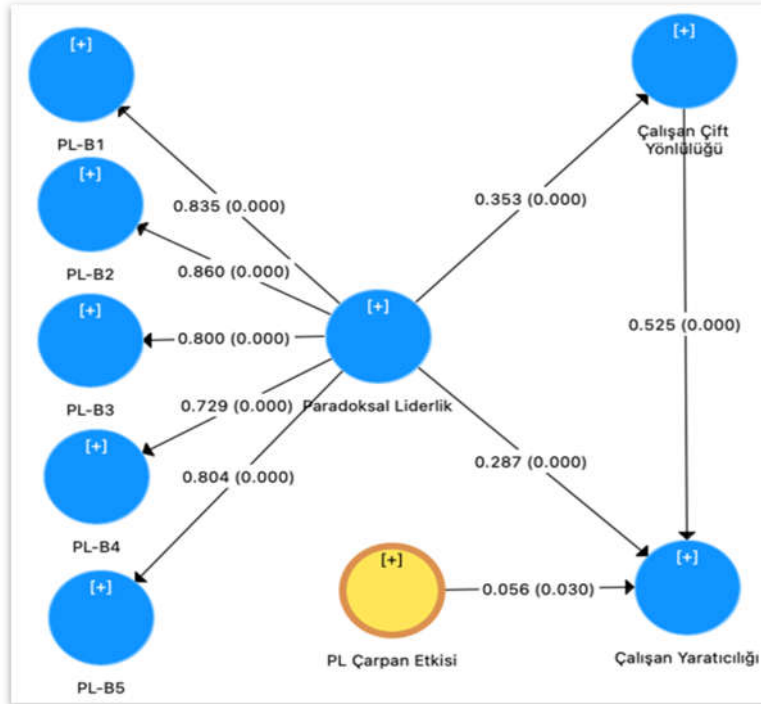 [+]
PL-B1
[+]
PL-B2
[+]
PL-B3
[+]
PL-B4
[+]
PL-B5
0.835 (0.000)
0.860 (0.000)
0.800 (0.000)
0.729 (0.000)
0.804 (0.000)
[+]
Paradoksal Liderlik
0.353 (0.000)
0.287 (0.000)
[+]
Çalışan Çift
Yönlülüğü
0.525 (0.000)
[+]
PL Çarpan Etkisi
0.056 (0.030)
[+]
Çalışan Yaratıcılığı